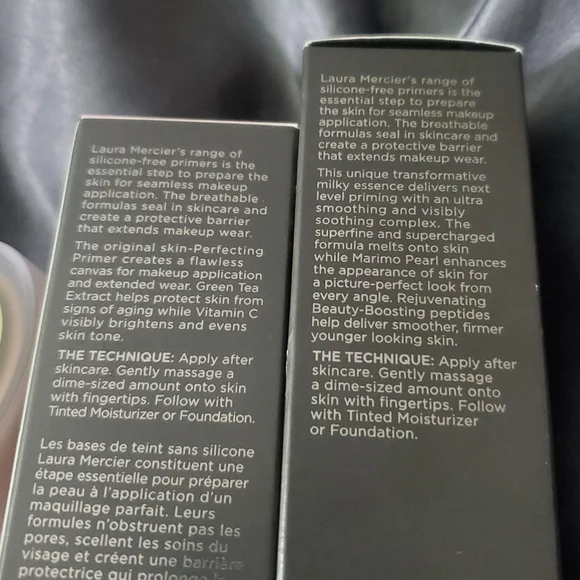 Laura Mercier's range of
silicone-free primers is the
essential step to prepare the
skin for seamless makeup
application. The breathable
formulas seal in skincare and
create a protective barrier
that extends makeup wear.
The original skin-Perfecting
Primer creates a flawless
canvas for makeup application
and extended wear. Green Tea
Extract helps protect skin from
signs of aging while Vitamin C
visibly brightens and evens
skin tone.
THE TECHNIQUE: Apply after
skincare. Gently massage a
dime-sized amount onto skin
with fingertips. Follow with
Tinted Moisturizer or Foundation.
Les bases de teint sans silicone
Laura Mercier constituent une
étape essentielle pour préparer
la peau à l'application d'un
maquillage parfait. Leurs
formules n'obstruent pas les
pores, scellent les soins du
visage et créent une barrière
protectrice qui prolonge
Laura Mercier's range of
silicone-free primers is the
essential step to prepare
the skin for seamless makeup
application. The breathable
formulas seal in skincare and
create a protective barrier
that extends makeup wear.
This unique transformative
milky essence delivers next
level priming with an ultra
smoothing and visibly
soothing complex. The
superfine and supercharged
formula melts onto skin
while Marimo Pearl enhances
the appearance of skin for
a picture-perfect look from
every angle. Rejuvenating
Beauty-Boosting peptides
help deliver smoother, firmer
younger looking skin.
THE TECHNIQUE: Apply after
skincare. Gently massage
a dime-sized amount onto
skin with fingertips. Follow
with Tinted Moisturizer
or Foundation.